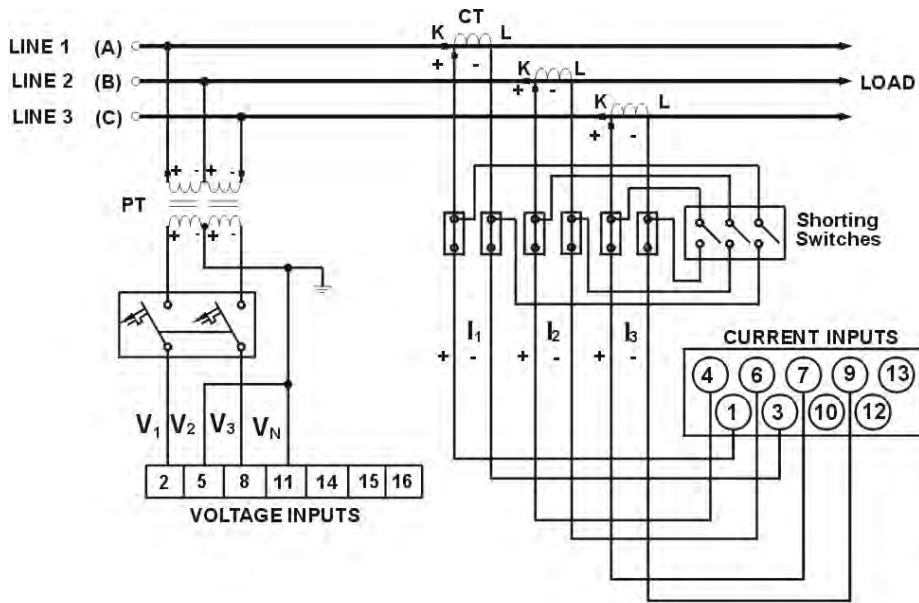 CT
K L
LINE 1 (A)
+ -
K L
LINE 2 (B)
+ -
LOAD
K L
LINE 3 (C)
+ -
+ - + -
PT
+ - + -
Shorting
Switches
I1 I2 I3
+ - + - + -
CURRENT INPUTS
4 6 7 9 13
1 3 10 12
V1 V2 V3 VN
2 5 8 11 14 15 16
VOLTAGE INPUTS